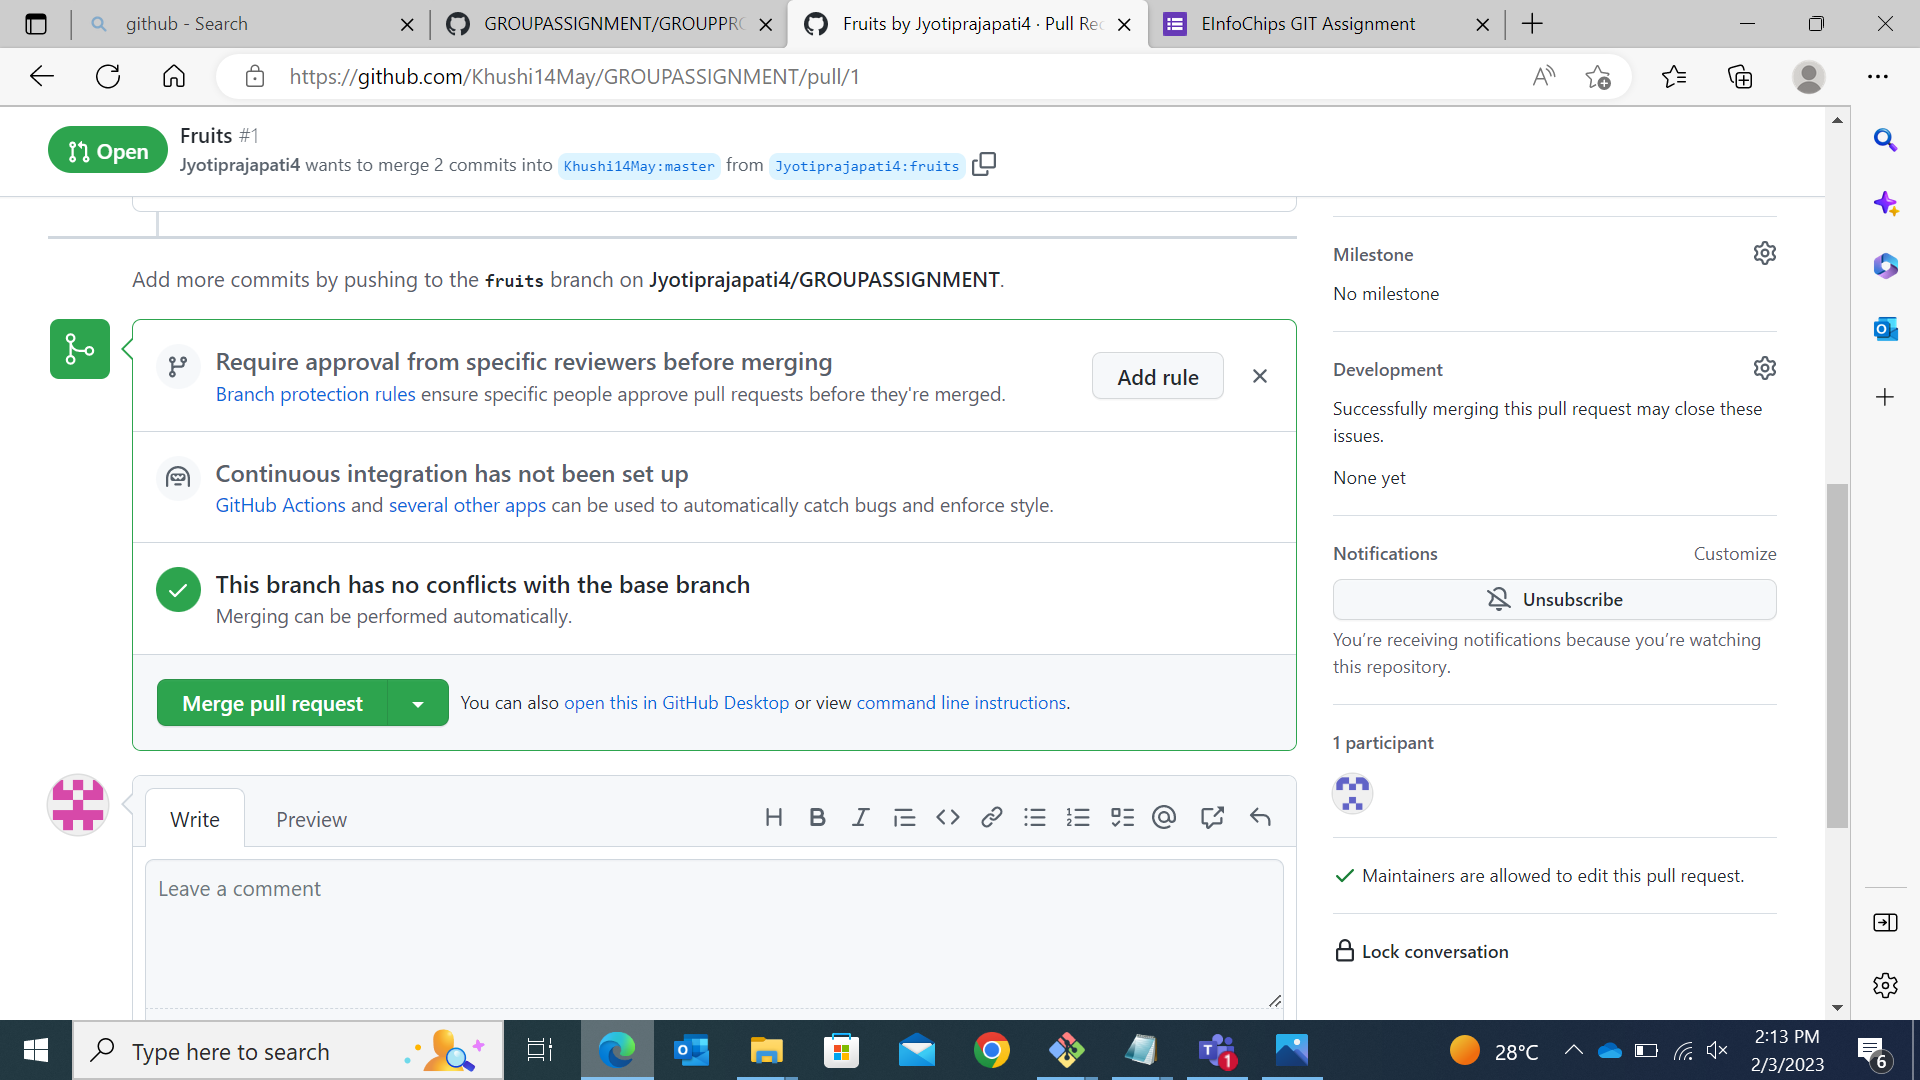 github - Search
GROUPASSIGNMENT/GROUPPRO
Fruits by Jyotiprajapati4 · Pull Rec
EInfoChips GIT Assignment
https://github.com/Khushi14May/GROUPASSIGNMENT/pull/1
Open
Fruits #1
Jyotiprajapati4 wants to merge 2 commits into Khushi14May:master from Jyotiprajapati4:fruits
Add more commits by pushing to the fruits branch on Jyotiprajapati4/GROUPASSIGNMENT.
Require approval from specific reviewers before merging
Branch protection rules ensure specific people approve pull requests before they're merged.
Add rule
Continuous integration has not been set up
GitHub Actions and several other apps can be used to automatically catch bugs and enforce style.
This branch has no conflicts with the base branch
Merging can be performed automatically.
Merge pull request
You can also open this in GitHub Desktop or view command line instructions.
Write
Preview
Leave a comment
Milestone
No milestone
Development
Successfully merging this pull request may close these
issues.
None yet
Notifications
Customize
Unsubscribe
You’re receiving notifications because you’re watching
this repository.
1 participant
Maintainers are allowed to edit this pull request.
Lock conversation
Type here to search
1
28°C
2:13 PM
2/3/2023
6